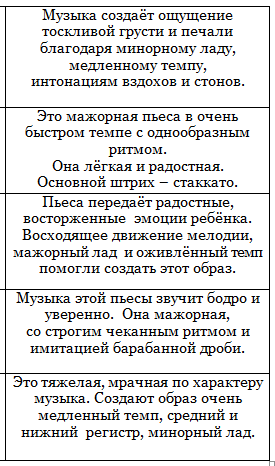 Музыка создаёт ощущение
тоскливой грусти и печали
благодаря минорному ладу,
медленному темпу,
интонациям вздохов и стонов.
Это мажорная пьеса в очень
быстром темпе с однообразным
ритмом.
Она лёгкая и радостная.
Основной штрих – стаккато.
Пьеса передаёт радостные,
восторженные эмоции ребёнка.
Восходящее движение мелодии,
мажорный лад и оживлённый темп
помогли создать этот образ.
Музыка этой пьесы звучит бодро и
уверенно. Она мажорная,
со строгим чеканным ритмом и
имитацией барабанной дроби.
Это тяжелая, мрачная по характеру
музыка. Создают образ очень
медленный темп, средний и
нижний регистр, минорный лад.